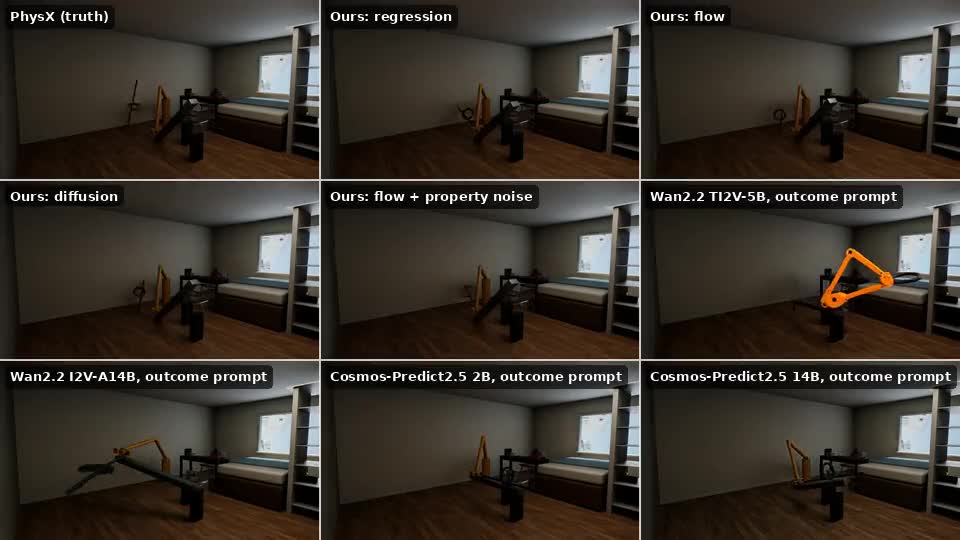 PhysX (truth)
Ours: regression
Ours: flow
Ours: diffusion
Ours: flow + property noise
Wan2.2 TI2V-5B, outcome prompt
Wan2.2 I2V-A14B, outcome prompt
Cosmos-Predict2.5 2B, outcome prompt
Cosmos-Predict2.5 14B, outcome prompt